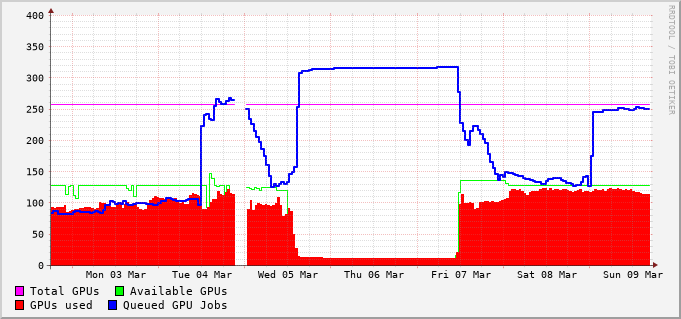 400
350
300
250
200
150
100
50
0
Mon 03 Mar Tue 04 Mar Wed 05 Mar Thu 06 Mar Fri 07 Mar Sat 08 Mar Sun 09 Mar
Total GPUs Available GPUs
GPUs used Queued GPU Jobs
RRDTOOL / TOBI OETIKER